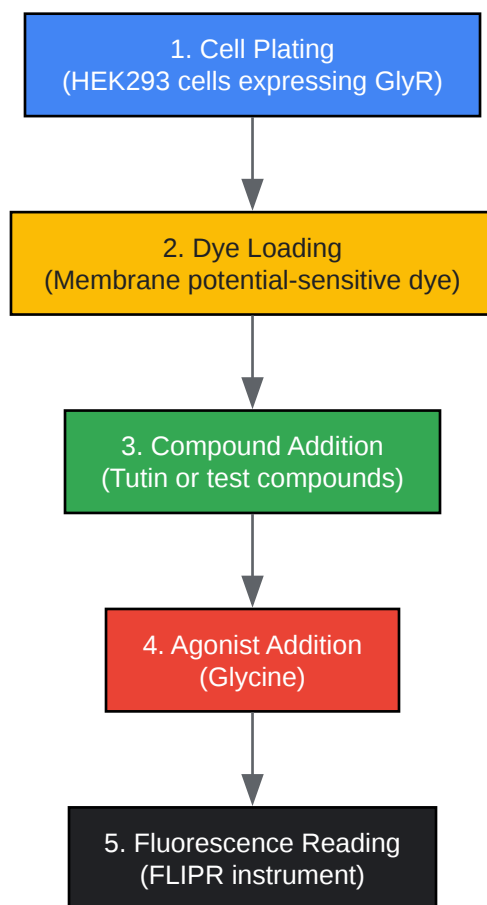 1. Cell Plating
(HEK293 cells expressing GlyR)
2. Dye Loading
(Membrane potential-sensitive dye)
3. Compound Addition
(Tutin or test compounds)
4. Agonist Addition
(Glycine)
5. Fluorescence Reading
(FLIPR instrument)